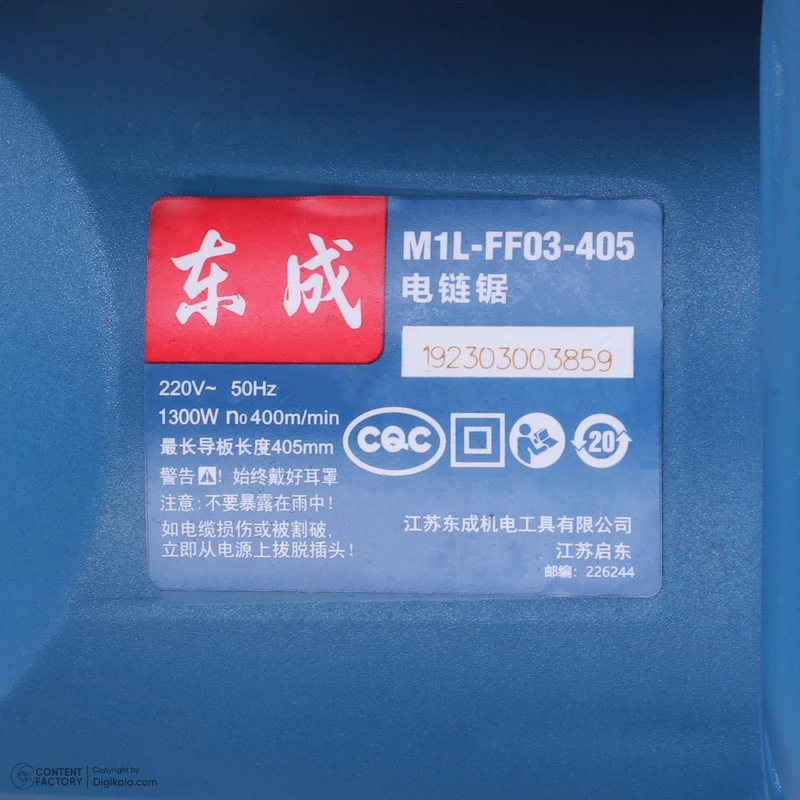 东成
M1L-FF03-405
电链锯
192303003859
220V~ 50Hz
1300W n0 400m/min
最长导板长度405mm
警告⚠！始终戴好耳罩
注意：不要暴露在雨中！
如电缆损伤或被割破，
立即从电源上拔脱插头！
CQC
20
江苏东成机电工具有限公司
江苏启东
邮编：226244
CONTENT FACTORY
Copyright by
Digikala.com